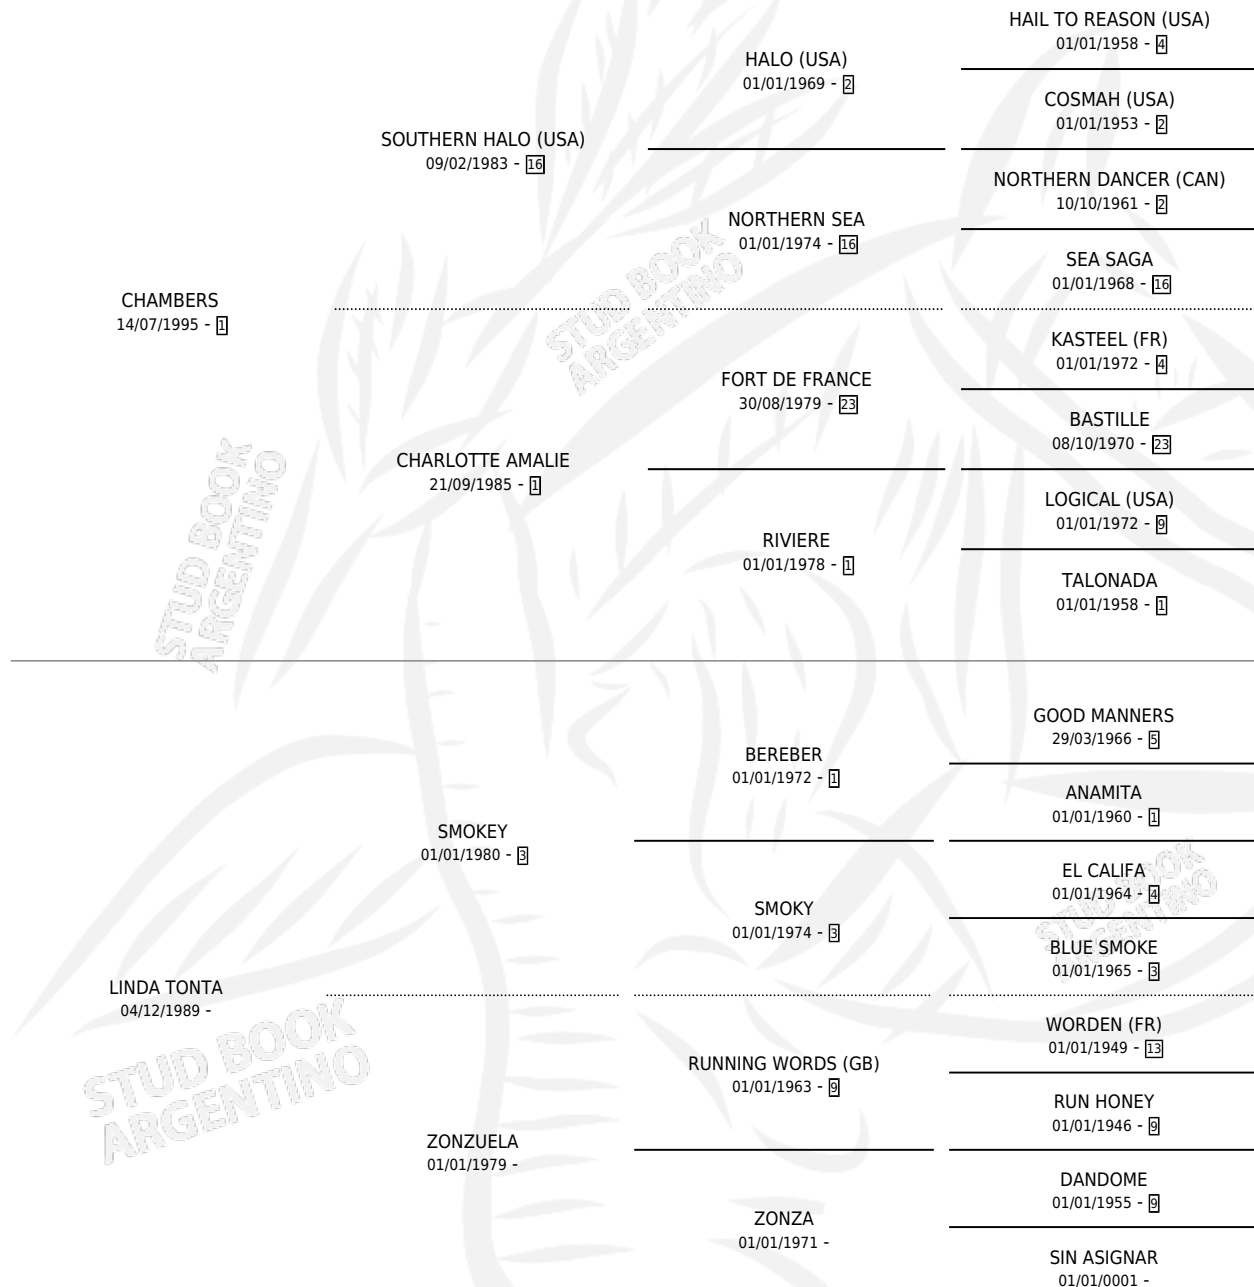 HAIL TO REASON (USA)
01/01/1958 - 4
HALO (USA)
01/01/1969 - 2
COSMAH (USA)
01/01/1953 - 2
SOUTHERN HALO (USA)
09/02/1983 - 16
NORTHERN DANCER (CAN)
10/10/1961 - 2
NORTHERN SEA
01/01/1974 - 16
SEA SAGA
01/01/1968 - 16
CHAMBERS
14/07/1995 - 1
STUD BOOK
ARGENTINO
KASTEEL (FR)
01/01/1972 - 4
FORT DE FRANCE
30/08/1979 - 23
BASTILLE
08/10/1970 - 23
CHARLOTTE AMALIE
21/09/1985 - 1
LOGICAL (USA)
01/01/1972 - 9
RIVIERE
01/01/1978 - 1
TALONADA
01/01/1958 - 1
STUD BOOK
ARGENTINO
GOOD MANNERS
29/03/1966 - 5
BEREBER
01/01/1972 - 1
ANAMITA
01/01/1960 - 1
SMOKEY
01/01/1980 - 3
EL CALIFA
01/01/1964 - 4
STUD BOOK
ARGENTINO
SMOKY
01/01/1974 - 3
BLUE SMOKE
01/01/1965 - 3
LINDA TONTA
04/12/1989 -
STUD BOOK
ARGENTINO
WORDEN (FR)
01/01/1949 - 13
RUNNING WORDS (GB)
01/01/1963 - 9
RUN HONEY
01/01/1946 - 9
ZONZUELA
01/01/1979 -
DANDOME
01/01/1955 - 9
ZONZA
01/01/1971 -
SIN ASIGNAR
01/01/0001 -